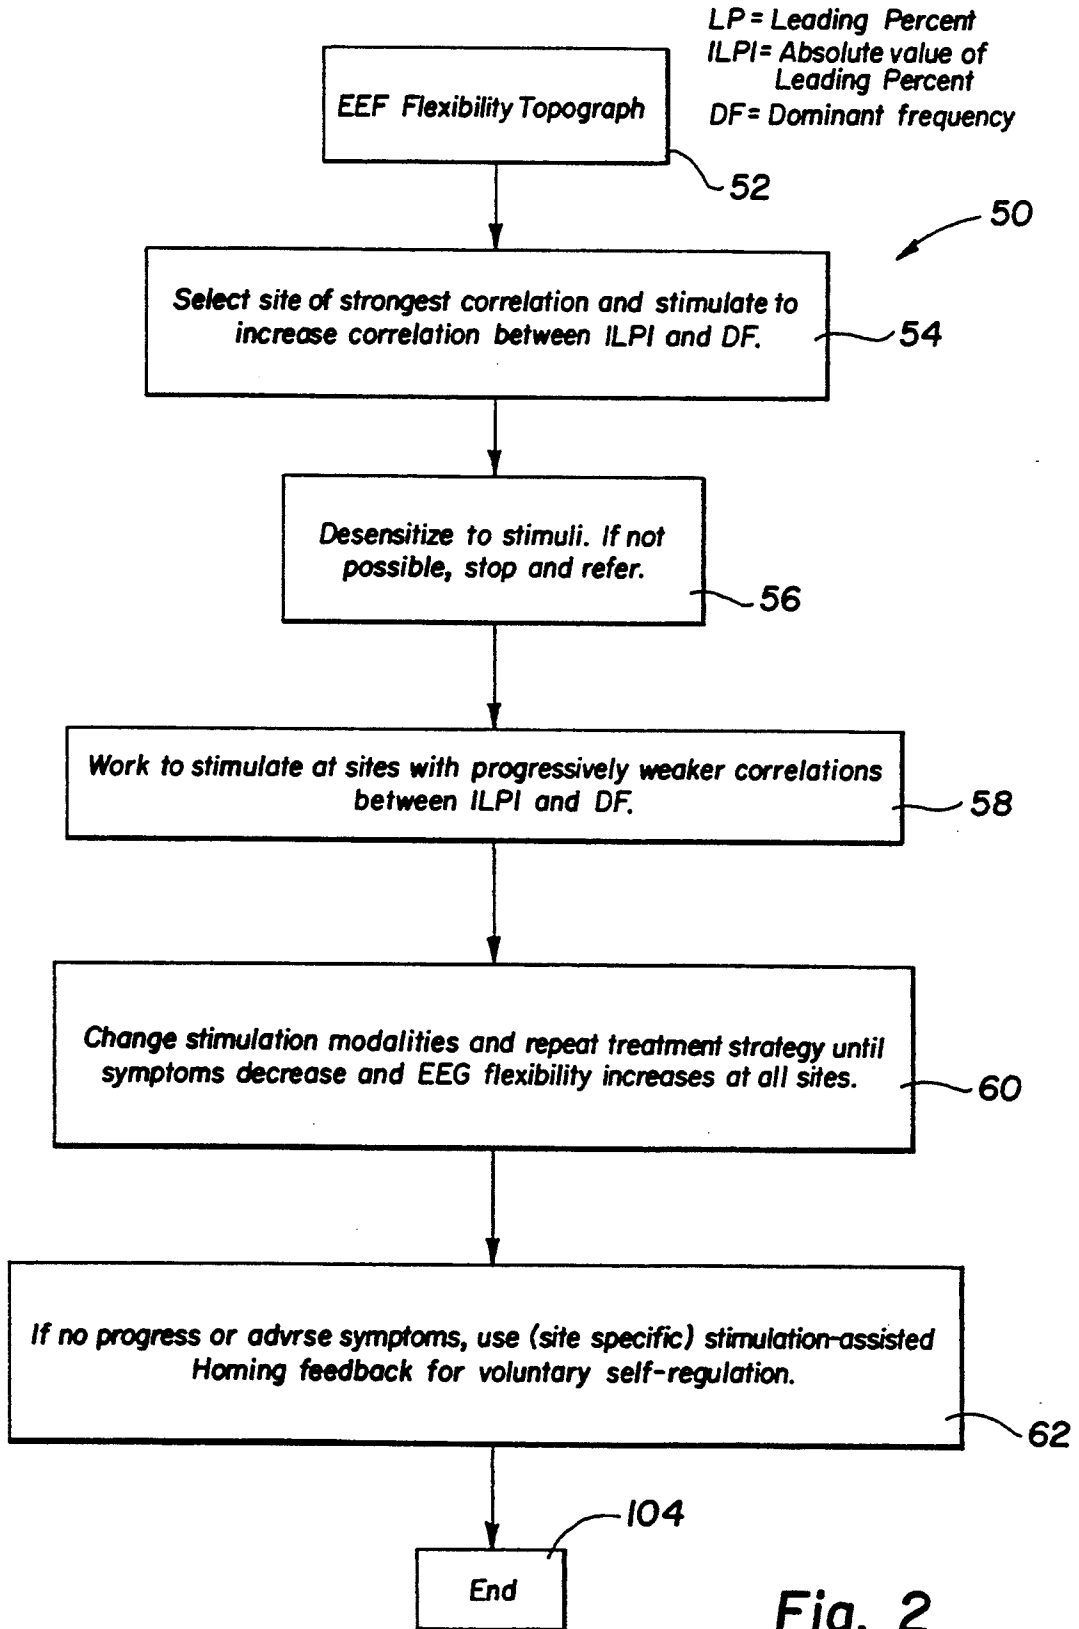 LP = Leading Percent
ILPI = Absolute value of
Leading Percent
DF = Dominant frequency
EEF Flexibility Topograph
52
50
Select site of strongest correlation and stimulate to
increase correlation between ILPI and DF.
54
Desensitize to stimuli. If not
possible, stop and refer.
56
Work to stimulate at sites with progressively weaker correlations
between ILPI and DF.
58
Change stimulation modalities and repeat treatment strategy until
symptoms decrease and EEG flexibility increases at all sites.
60
If no progress or advrse symptoms, use (site specific) stimulation-assisted
Homing feedback for voluntary self-regulation.
62
104
End
Fig. 2